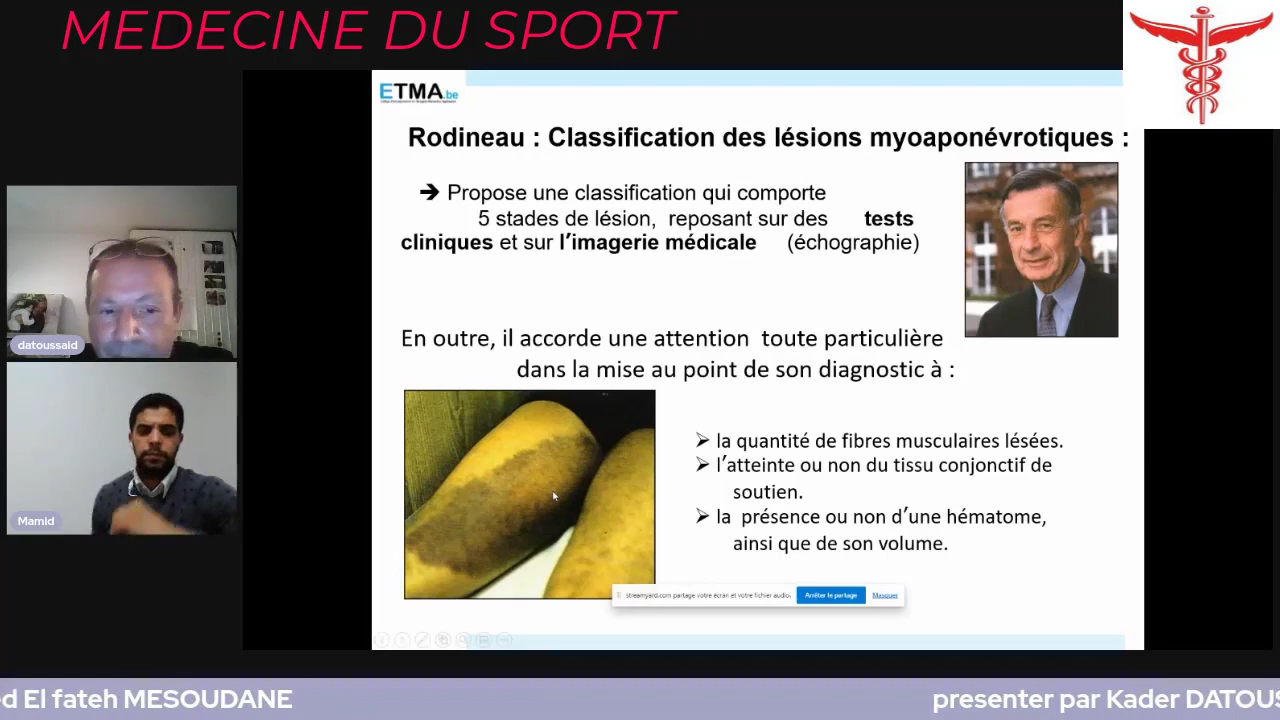 MEDECINE DU SPORT
ETMA.be
Rodineau : Classification des lésions myoaponévrotiques :
➔ Propose une classification qui comporte
5 stades de lésion, reposant sur des tests
cliniques et sur l’imagerie médicale (échographie)
En outre, il accorde une attention toute particulière
dans la mise au point de son diagnostic à :
➢ la quantité de fibres musculaires lésées.
➢ l’atteinte ou non du tissu conjonctif de
soutien.
➢ la présence ou non d’une hématome,
ainsi que de son volume.
streamyard.com partage votre écran et votre fichier audio.
Arrêter le partage
Masquer
datoussaid
Mamid
ed El fateh MESOUDANE
presenter par Kader DATOUS